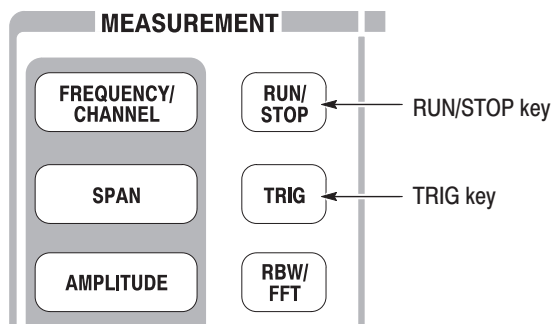 MEASUREMENT
FREQUENCY/
CHANNEL
RUN/
STOP
RUN/STOP key
SPAN
TRIG
TRIG key
AMPLITUDE
RBW/
FFT